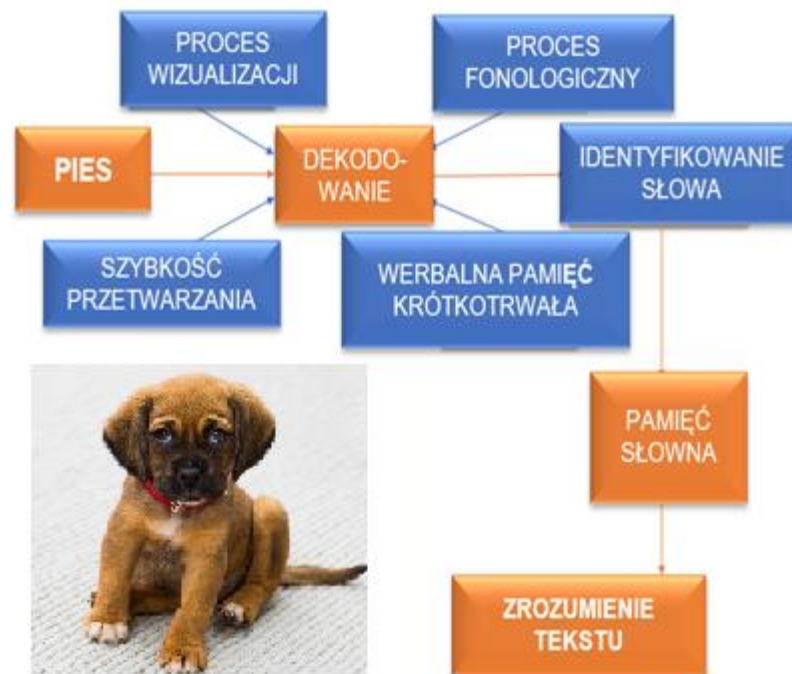 PROCES
WIZUALIZACJI
PROCES
FONOLOGICZNY
PIES
DEKODO-
WANIE
IDENTYFIKOWANIE
SŁOWA
SZYBKOŚĆ
PRZETWARZANIA
WERBALNA PAMIĘĆ
KRÓTKOTRWAŁA
PAMIĘĆ
SŁOWNA
ZROZUMIENIE
TEKSTU